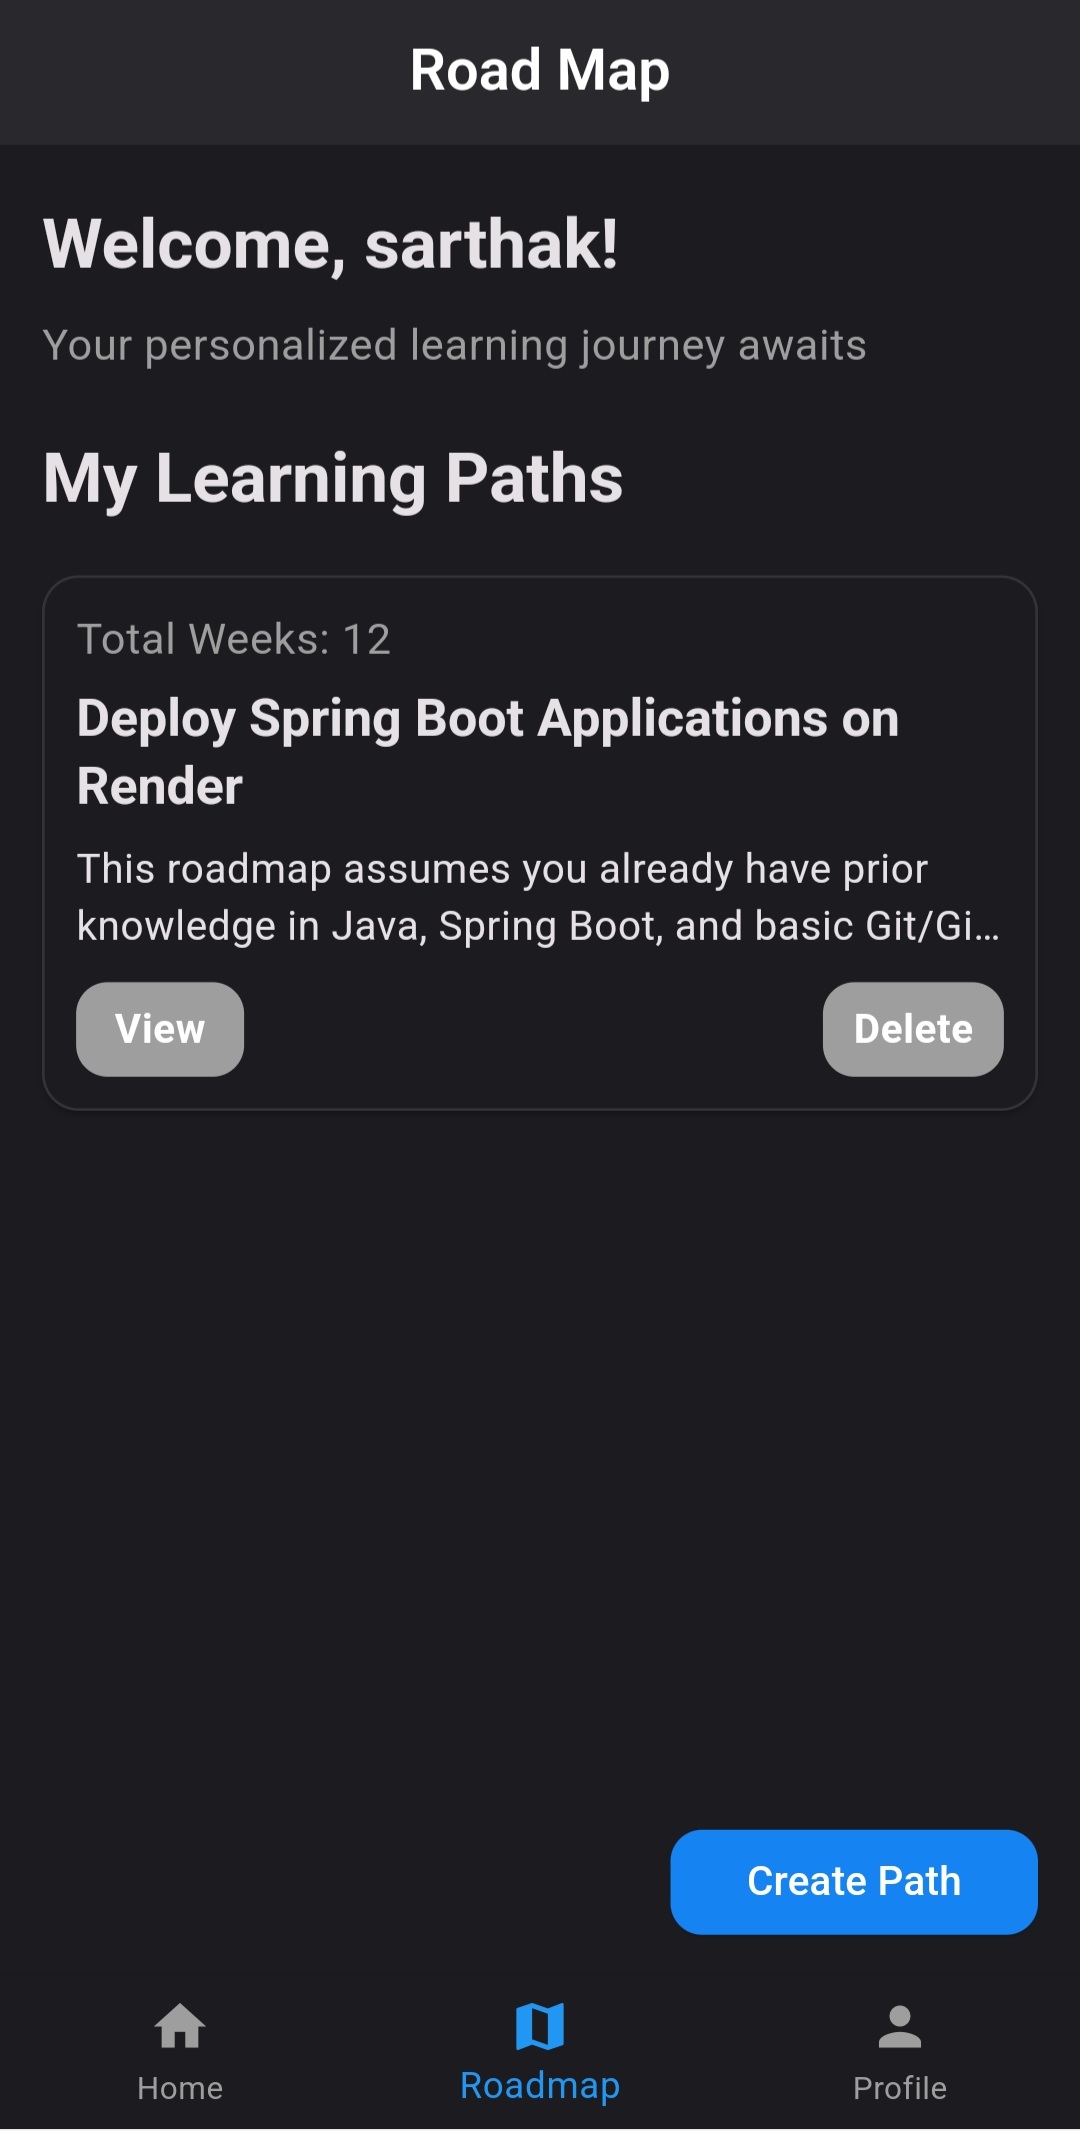 Road Map
Welcome, sarthak!
Your personalized learning journey awaits
My Learning Paths
Total Weeks: 12
Deploy Spring Boot Applications on
Render
This roadmap assumes you already have prior
knowledge in Java, Spring Boot, and basic Git/Gi...
View
Delete
Create Path
Home
Roadmap
Profile